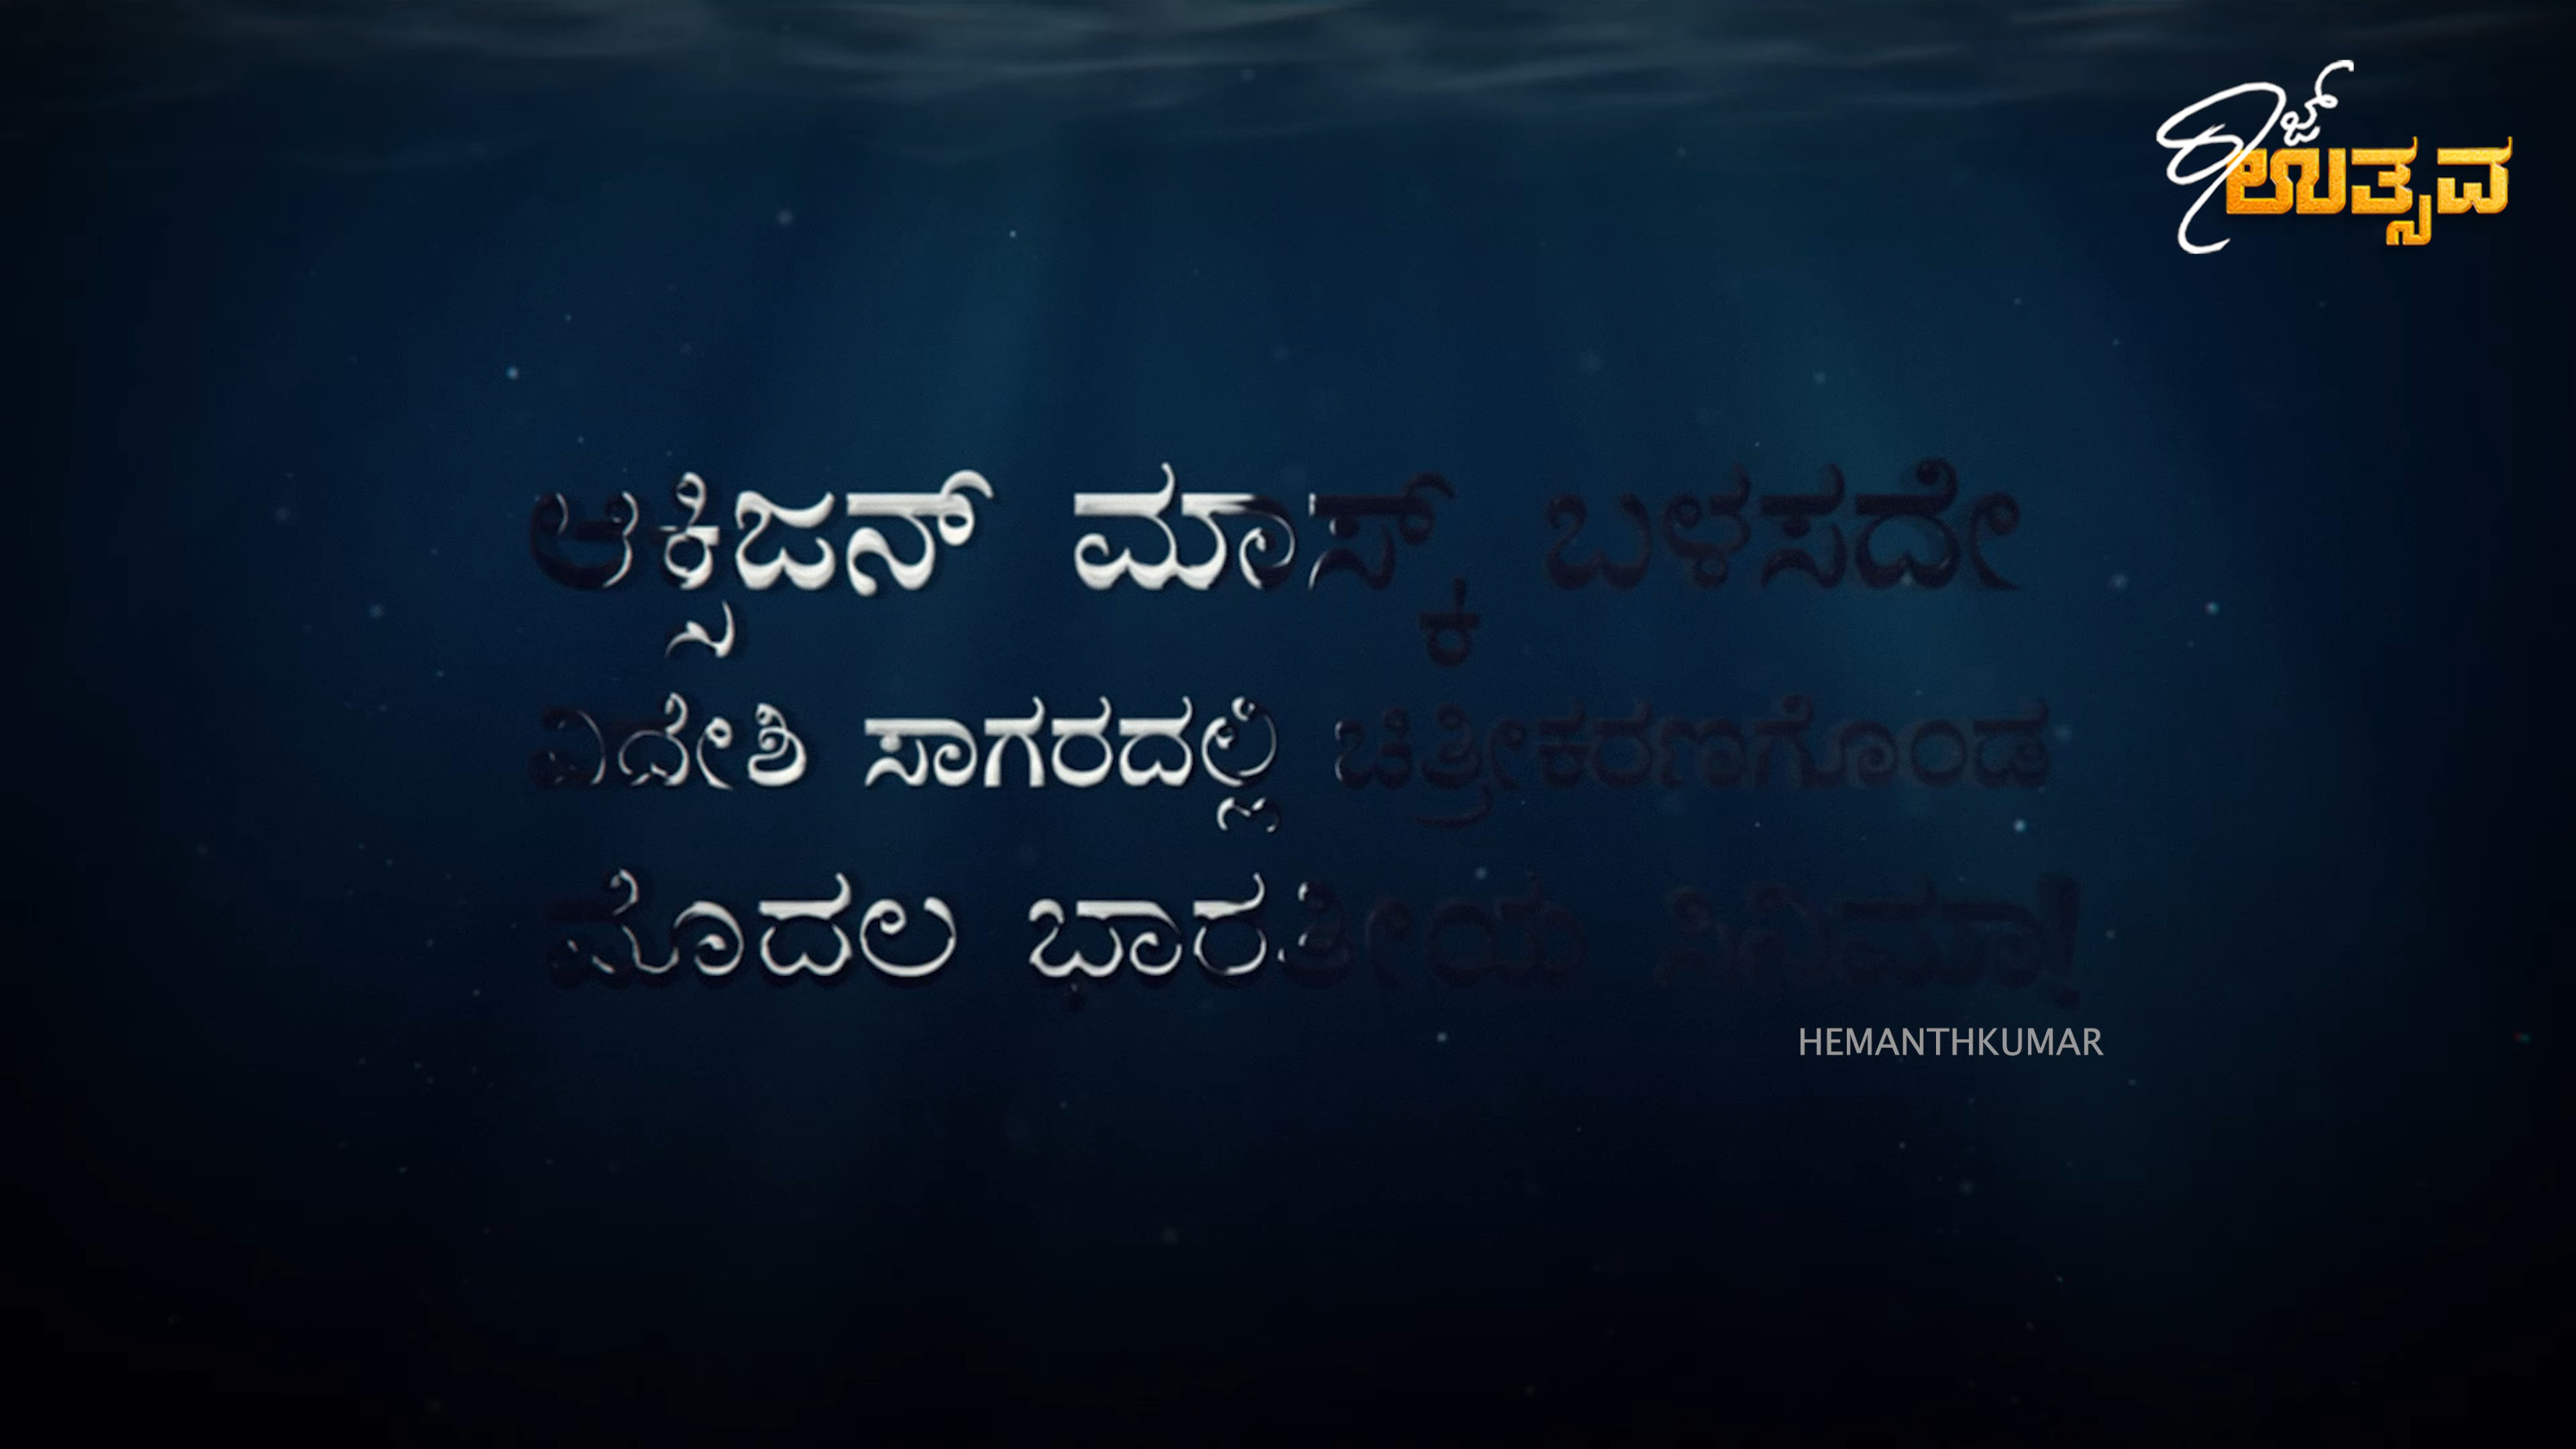 ರಾಜ್
ಉತ್ಸವ
ಆಕ್ಸಿಜನ್ ಮಾಸ್ಕ್ ಬಳಸದೇ
ವಿದೇಶಿ ಸಾಗರದಲ್ಲಿ ಚಿತ್ರೀಕರಣಗೊಂಡ
ಮೊದಲ ಭಾರತೀಯ ಸಿನಿಮಾ!
HEMANTHKUMAR